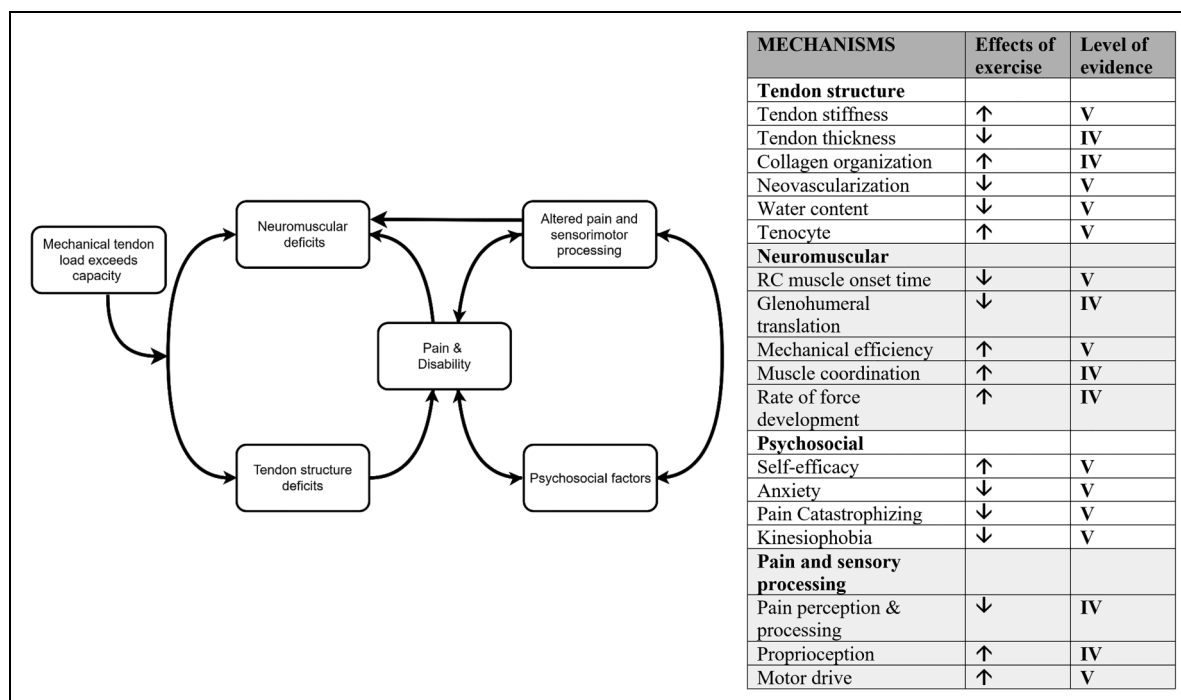 Mechanical tendon
load exceeds
capacity
Neuromuscular
deficits
Altered pain and
sensorimotor
processing
Pain &
Disability
Tendon structure
deficits
Psychosocial factors
MECHANISMS Effects of exercise Level of evidence
Tendon structure
Tendon stiffness ↑ V
Tendon thickness ↓ IV
Collagen organization ↑ IV
Neovascularization ↓ V
Water content ↓ V
Tenocyte ↑ V
Neuromuscular
RC muscle onset time ↓ V
Glenohumeral ↓ IV
translation
Mechanical efficiency ↑ V
Muscle coordination ↑ IV
Rate of force ↑ IV
development
Psychosocial
Self-efficacy ↑ V
Anxiety ↓ V
Pain Catastrophizing ↓ V
Kinesiophobia ↓ V
Pain and sensory
processing
Pain perception & ↓ IV
processing
Proprioception ↑ IV
Motor drive ↑ V